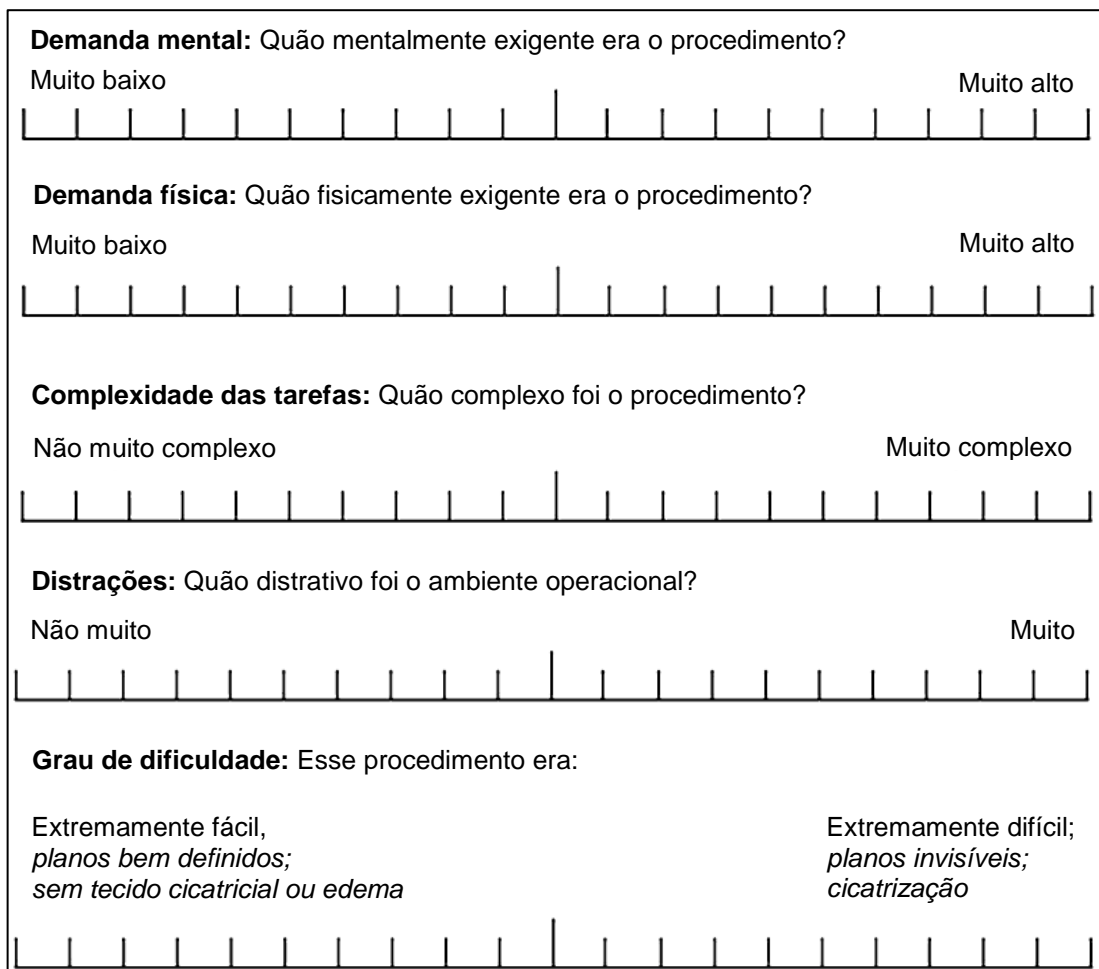 Demanda mental: Quão mentalmente exigente era o procedimento?
Muito baixo Muito alto
Demanda física: Quão fisicamente exigente era o procedimento?
Muito baixo Muito alto
Complexidade das tarefas: Quão complexo foi o procedimento?
Não muito complexo Muito complexo
Distrações: Quão distrativo foi o ambiente operacional?
Não muito Muito
Grau de dificuldade: Esse procedimento era:
Extremamente fácil, Extremamente difícil;
planos bem definidos; planos invisíveis;
sem tecido cicatricial ou edema cicatrização